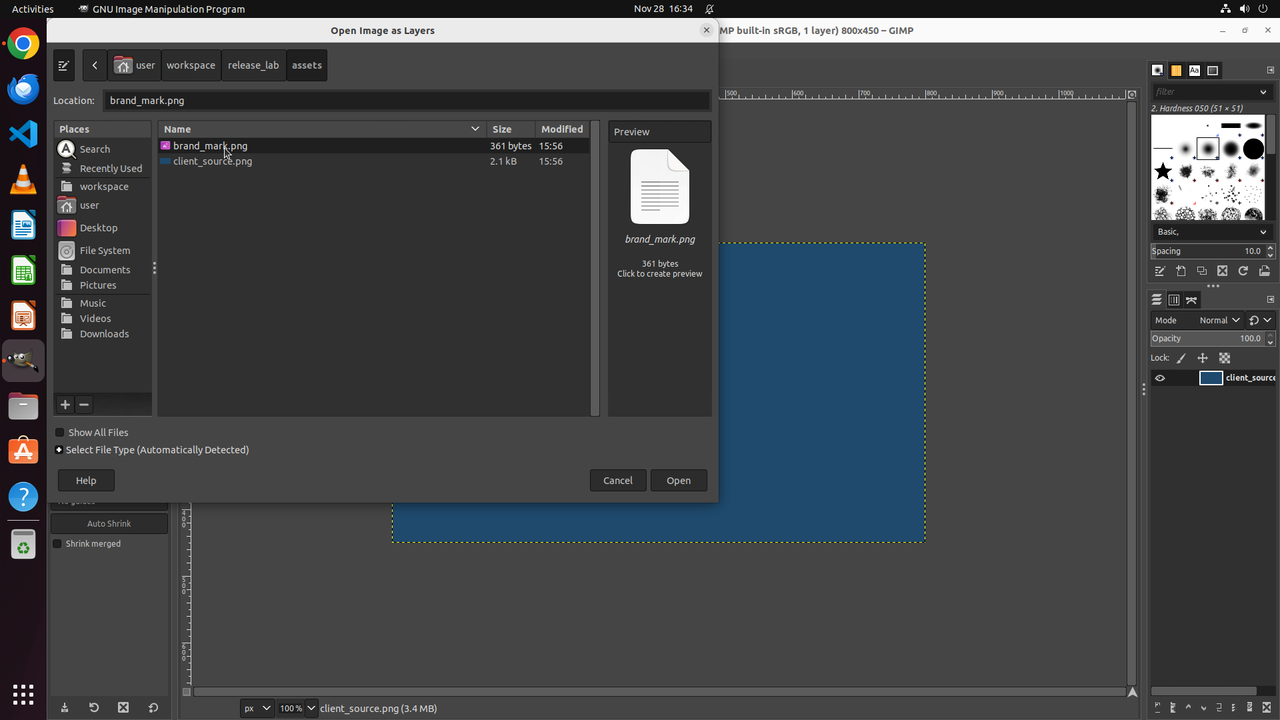 Activities
GNU Image Manipulation Program
Nov 28 16:34
Open Image as Layers
MP built-in sRGB, 1 layer) 800x450 – GIMP
user
workspace
release_lab
assets
Location:
brand_mark.png
Places
Search
Recently Used
workspace
user
Desktop
File System
Documents
Pictures
Music
Videos
Downloads
Name
Size
Modified
brand_mark.png
361 bytes
15:56
client_source.png
2.1 kB
15:56
Preview
brand_mark.png
361 bytes
Click to create preview
Show All Files
Select File Type (Automatically Detected)
Help
Cancel
Open
Auto Shrink
Shrink merged
500
600
700
800
900
1000
1100
filter
2. Hardness 050 (51 × 51)
Basic,
Spacing
10.0
Mode
Normal
Opacity
100.0
Lock:
client_source
px
100 %
client_source.png (3.4 MB)